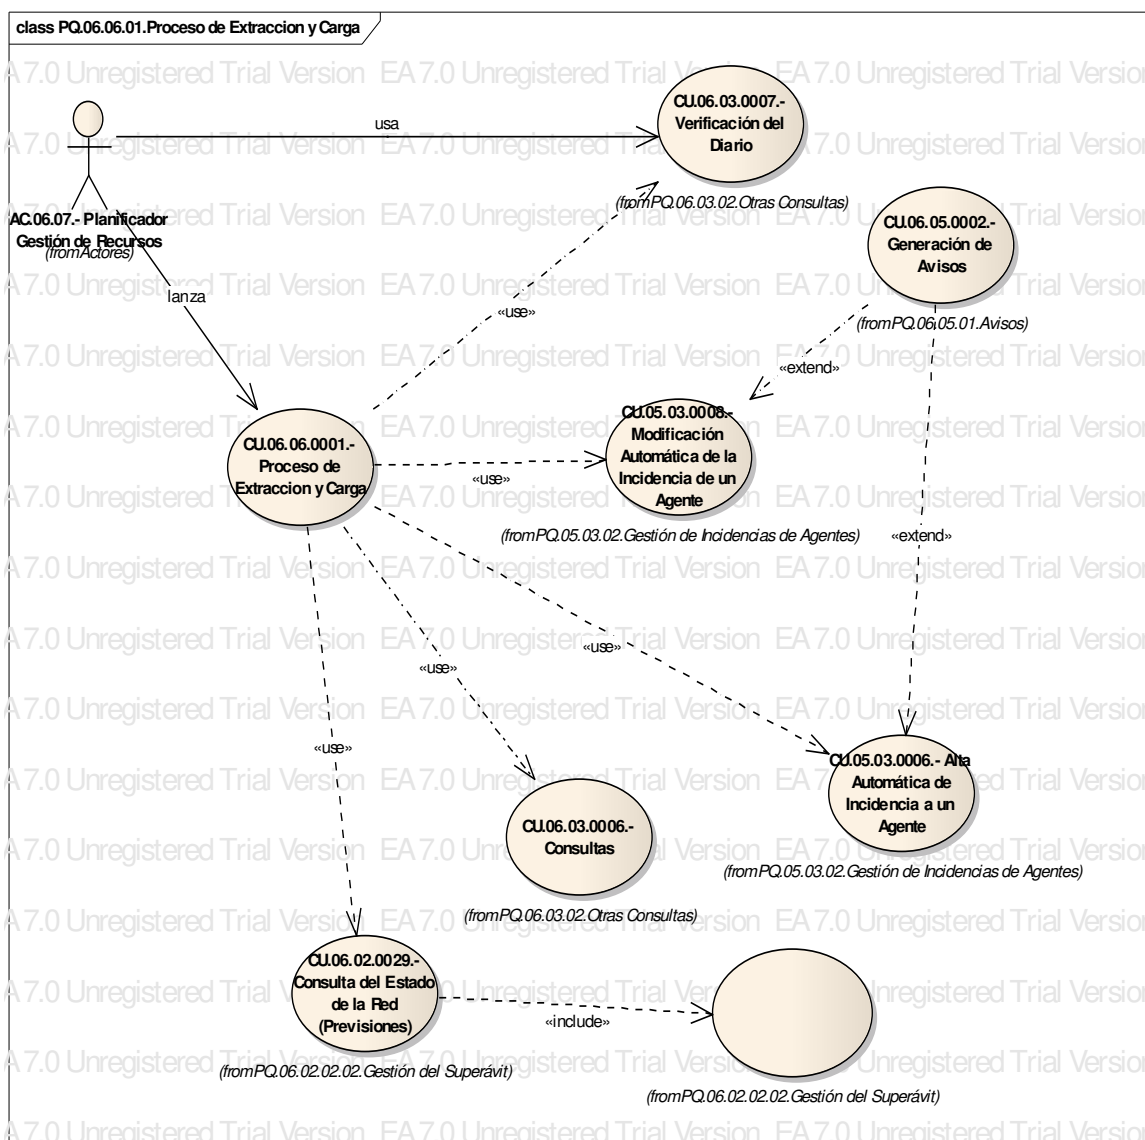 class PQ.06.06.01.Proceso de Extraccion y Carga
EA 7.0 Unregistered Trial Version
CU.06.03.0007.-
Verificación del
Diario
(from PQ.06.03.02.Otras Consultas)
usa
AC.06.07.- Planificador
Gestión de Recursos
(from Actores)
lanza
CU.06.05.0002.-
Generación de
Avisos
(from PQ.06.05.01.Avisos)
«use»
«extend»
CU.06.06.0001.-
Proceso de
Extraccion y Carga
«use»
CU.05.03.0008.-
Modificación
Automática de la
Incidencia de un
Agente
(from PQ.05.03.02.Gestión de Incidencias de Agentes)
«extend»
«use»
«use»
«use»
CU.05.03.0006.- Alta
Automática de
Incidencia a un
Agente
(from PQ.05.03.02.Gestión de Incidencias de Agentes)
CU.06.03.0006.-
Consultas
(from PQ.06.03.02.Otras Consultas)
CU.06.02.0029.-
Consulta del Estado
de la Red
(Previsiones)
(from PQ.06.02.02.02.Gestión del Superávit)
«include»
(from PQ.06.02.02.02.Gestión del Superávit)